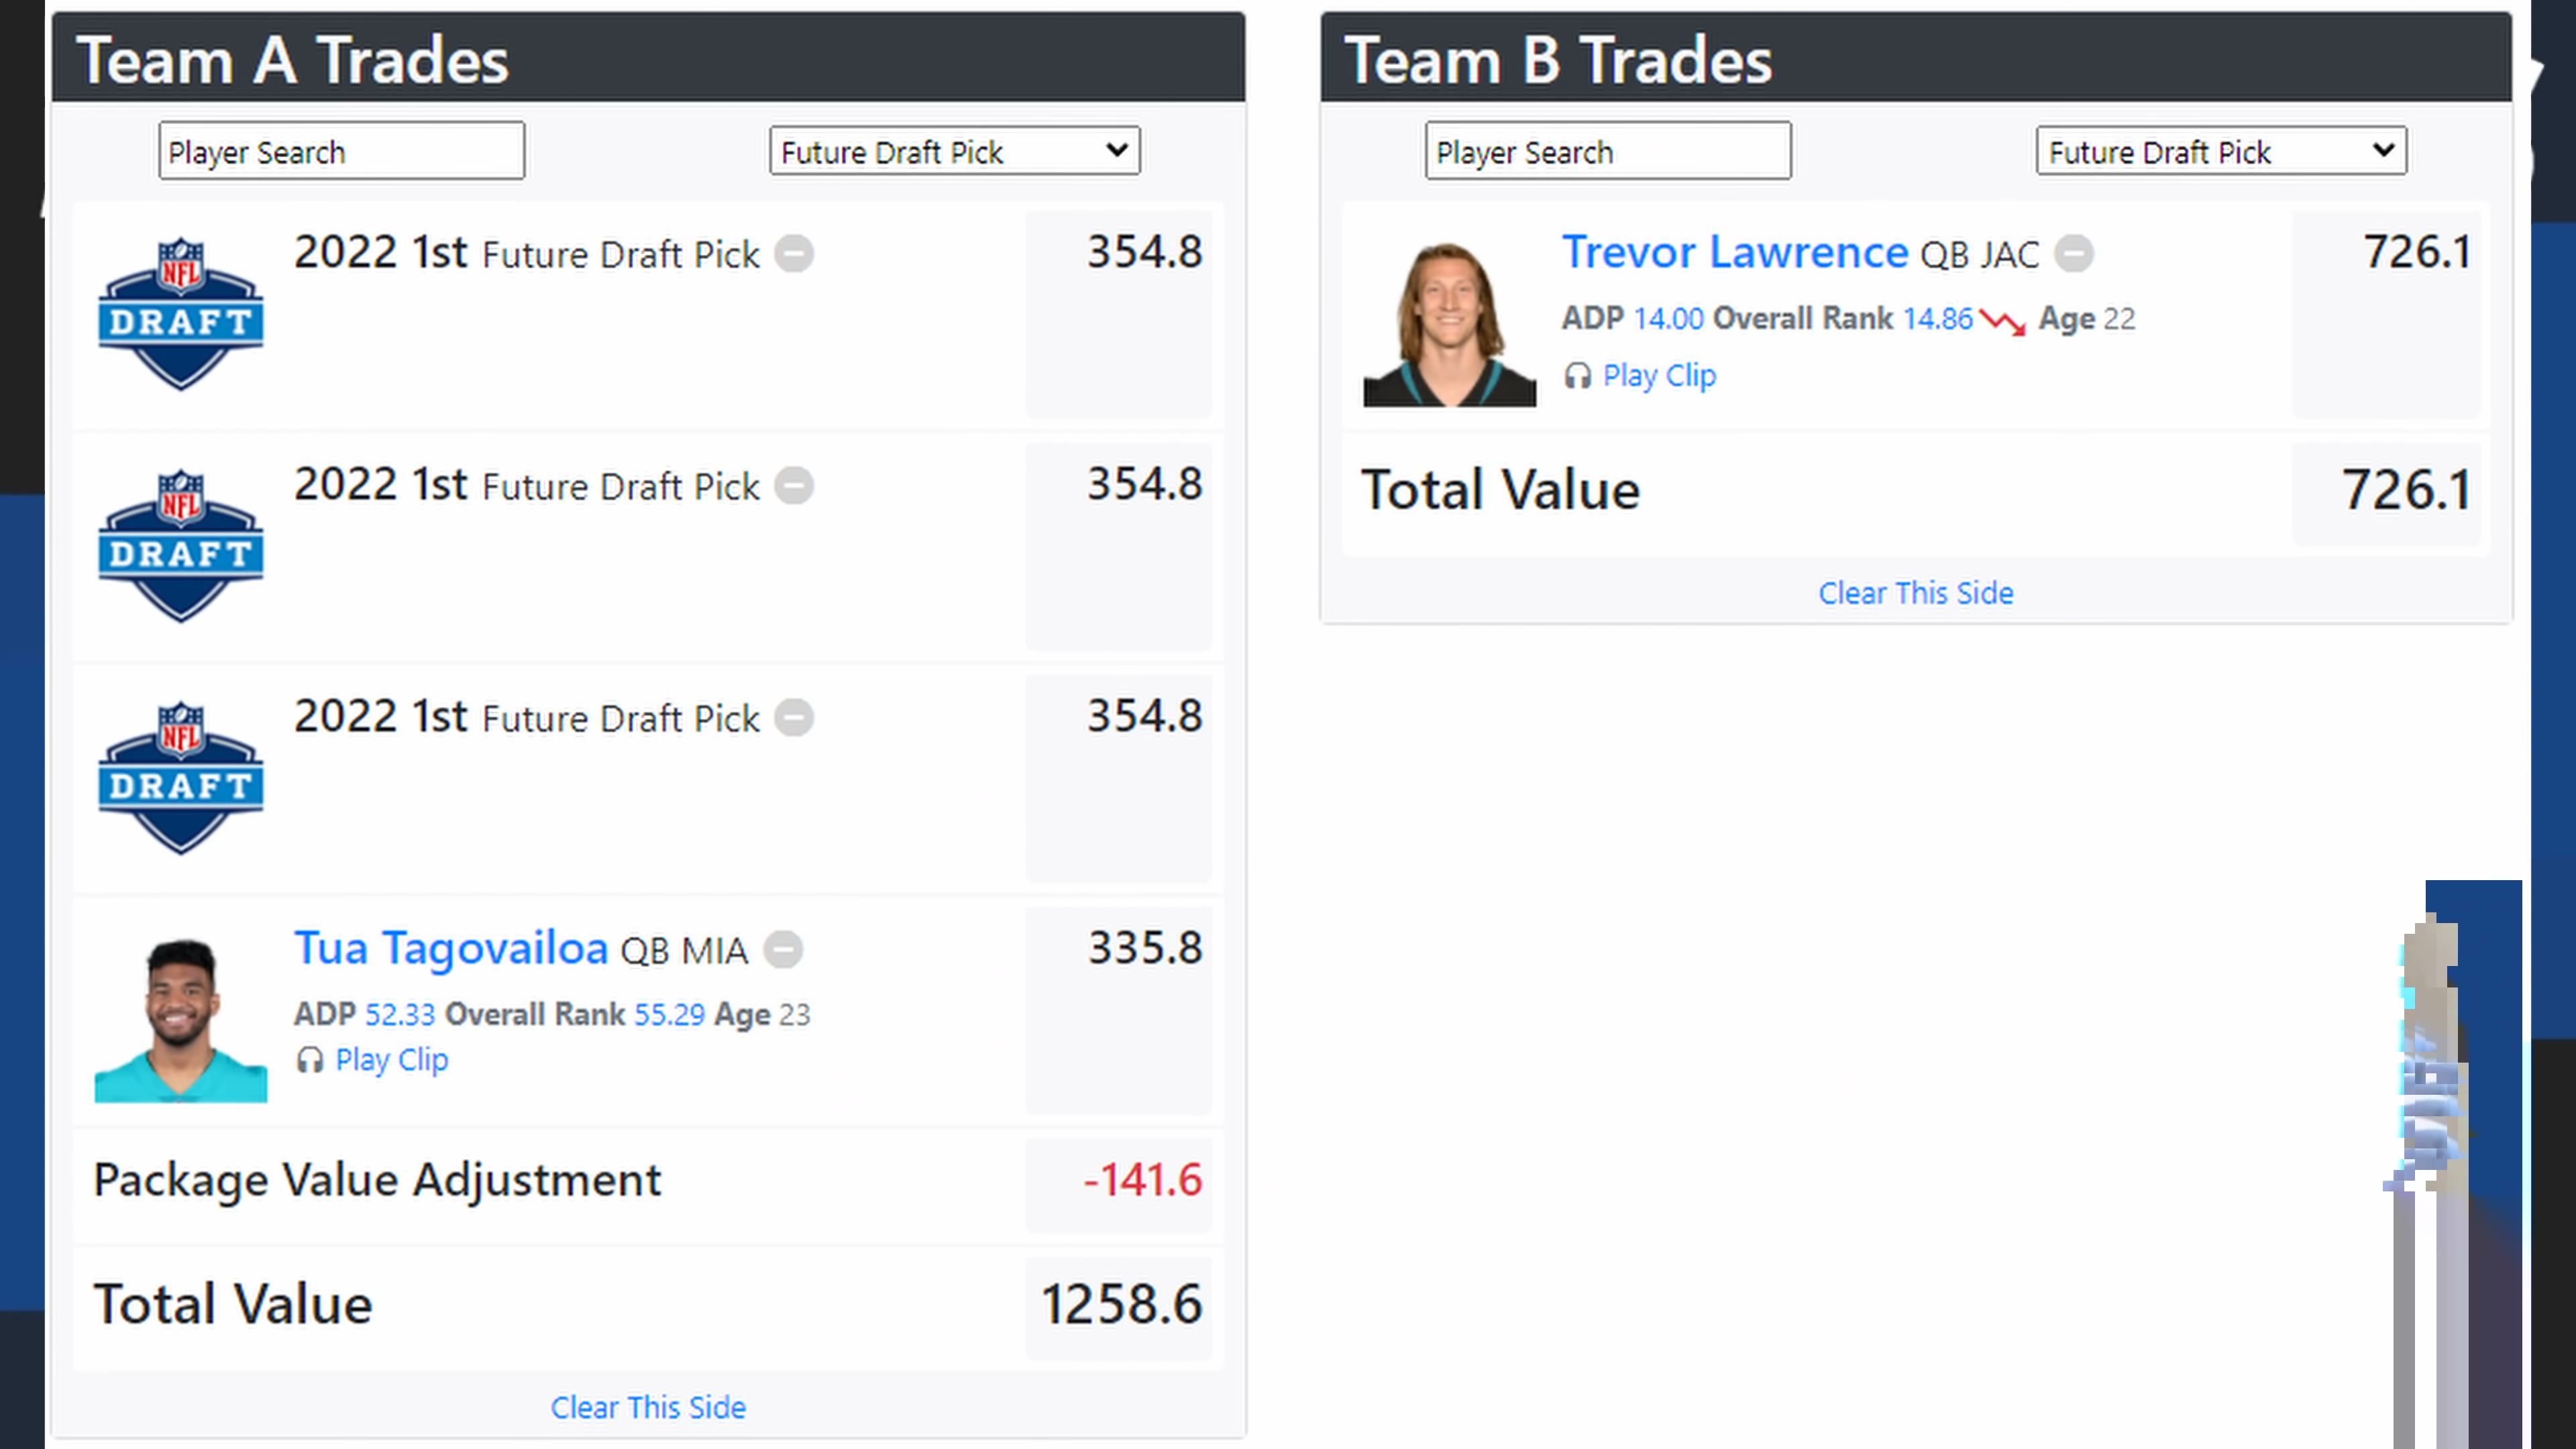 Team A Trades
Player Search
Future Draft Pick
NFL
DRAFT
2022 1st Future Draft Pick
354.8
NFL
DRAFT
2022 1st Future Draft Pick
354.8
NFL
DRAFT
2022 1st Future Draft Pick
354.8
Tua Tagovailoa QB MIA
335.8
ADP 52.33 Overall Rank 55.29 Age 23
Play Clip
Package Value Adjustment
-141.6
Total Value
1258.6
Clear This Side
Team B Trades
Player Search
Future Draft Pick
Trevor Lawrence QB JAC
726.1
ADP 14.00 Overall Rank 14.86 Age 22
Play Clip
Total Value
726.1
Clear This Side